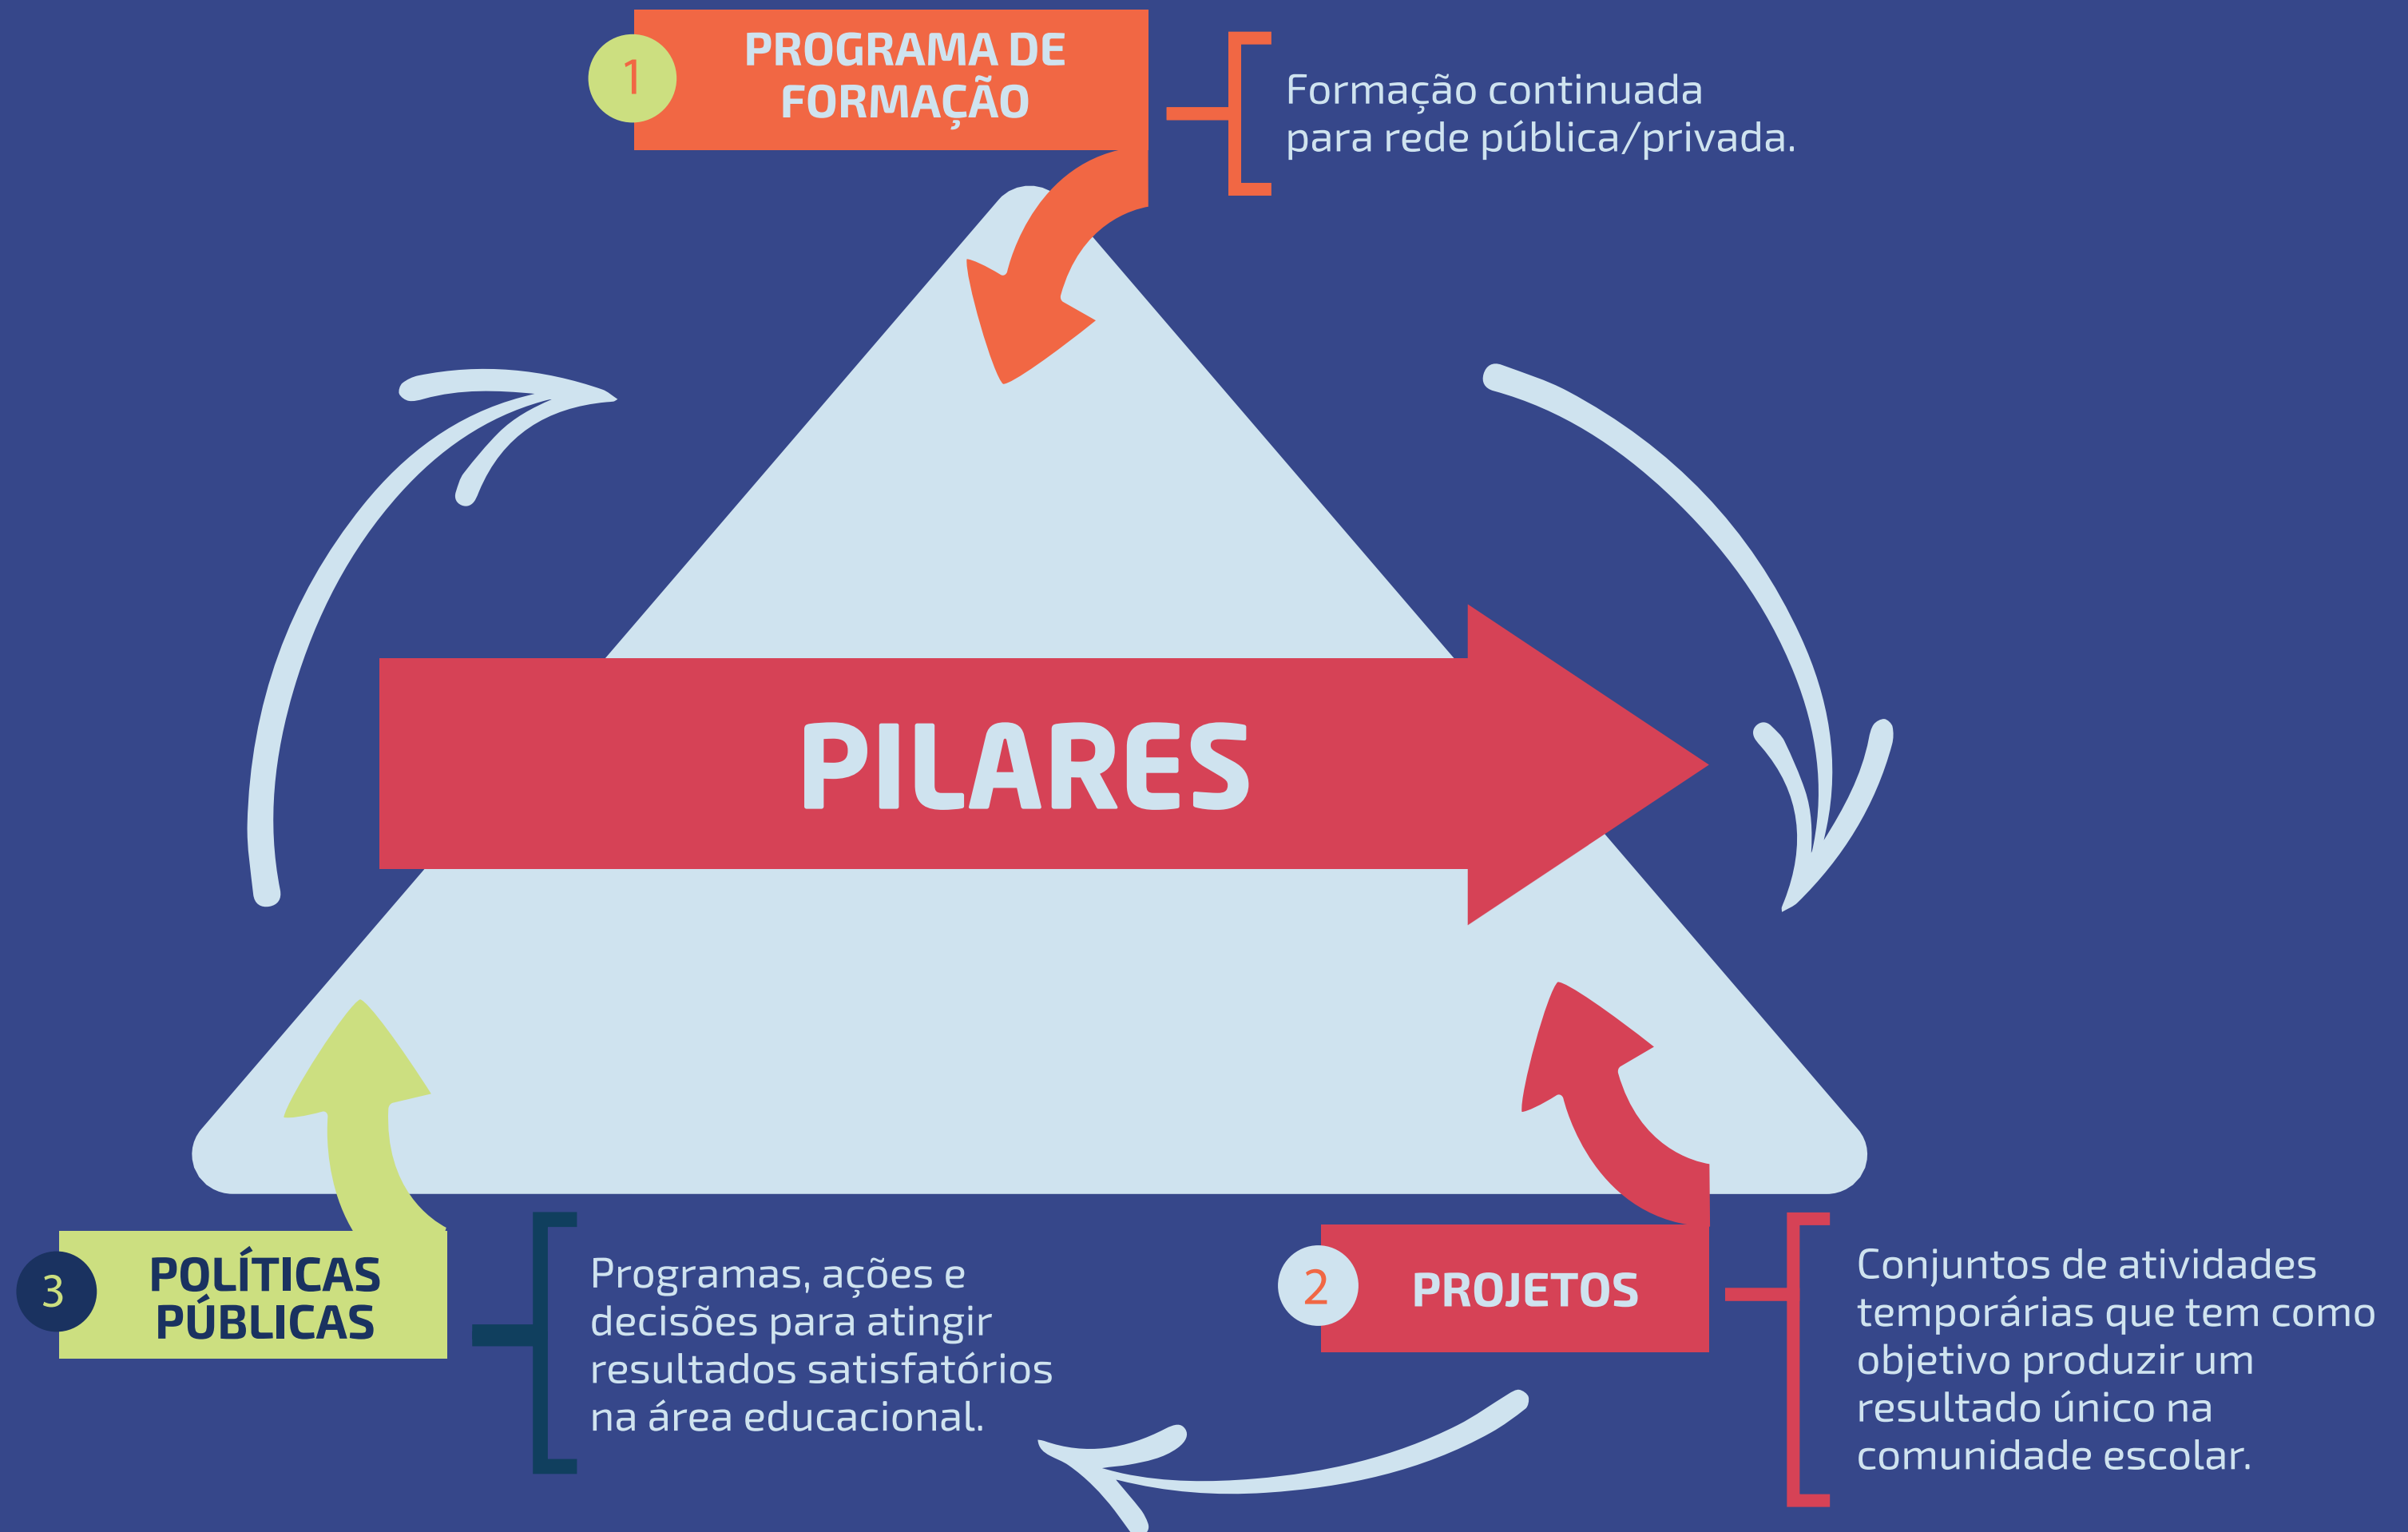 1
PROGRAMA DE
FORMAÇÃO
Formação continuada
para rede pública/privada.
PILARES
3
POLÍTICAS
PÚBLICAS
Programas, ações e
decisões para atingir
resultados satisfatórios
na área educacional.
2
PROJETOS
Conjuntos de atividades
temporárias que tem como
objetivo produzir um
resultado único na
comunidade escolar.